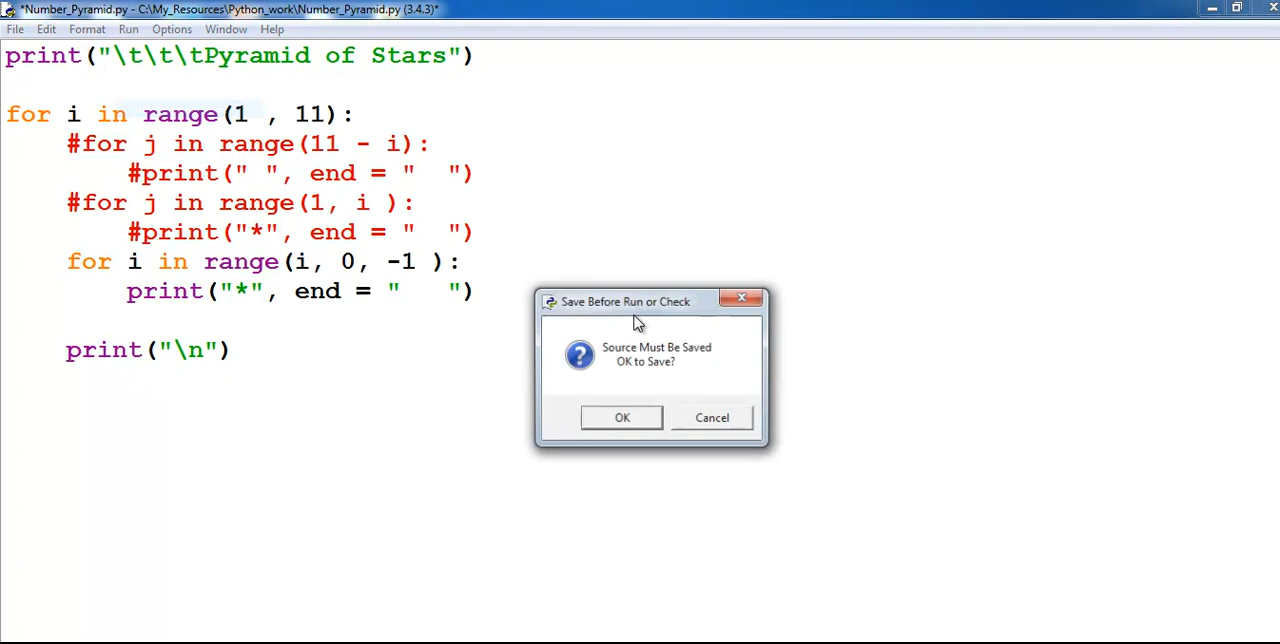 *Number_Pyramid.py - C:\My_Resources\Python_work\Number_Pyramid.py (3.4.3)*
File Edit Format Run Options Window Help
print("\t\t\tPyramid of Stars")
for i in range(1 , 11):
    #for j in range(11 - i):
        #print(" ", end = "  ")
    #for j in range(1, i ):
        #print("*", end = "  ")
    for i in range(i, 0, -1 ):
        print("*", end = "   ")
    print("\n")
Save Before Run or Check
Source Must Be Saved
OK to Save?
OK Cancel